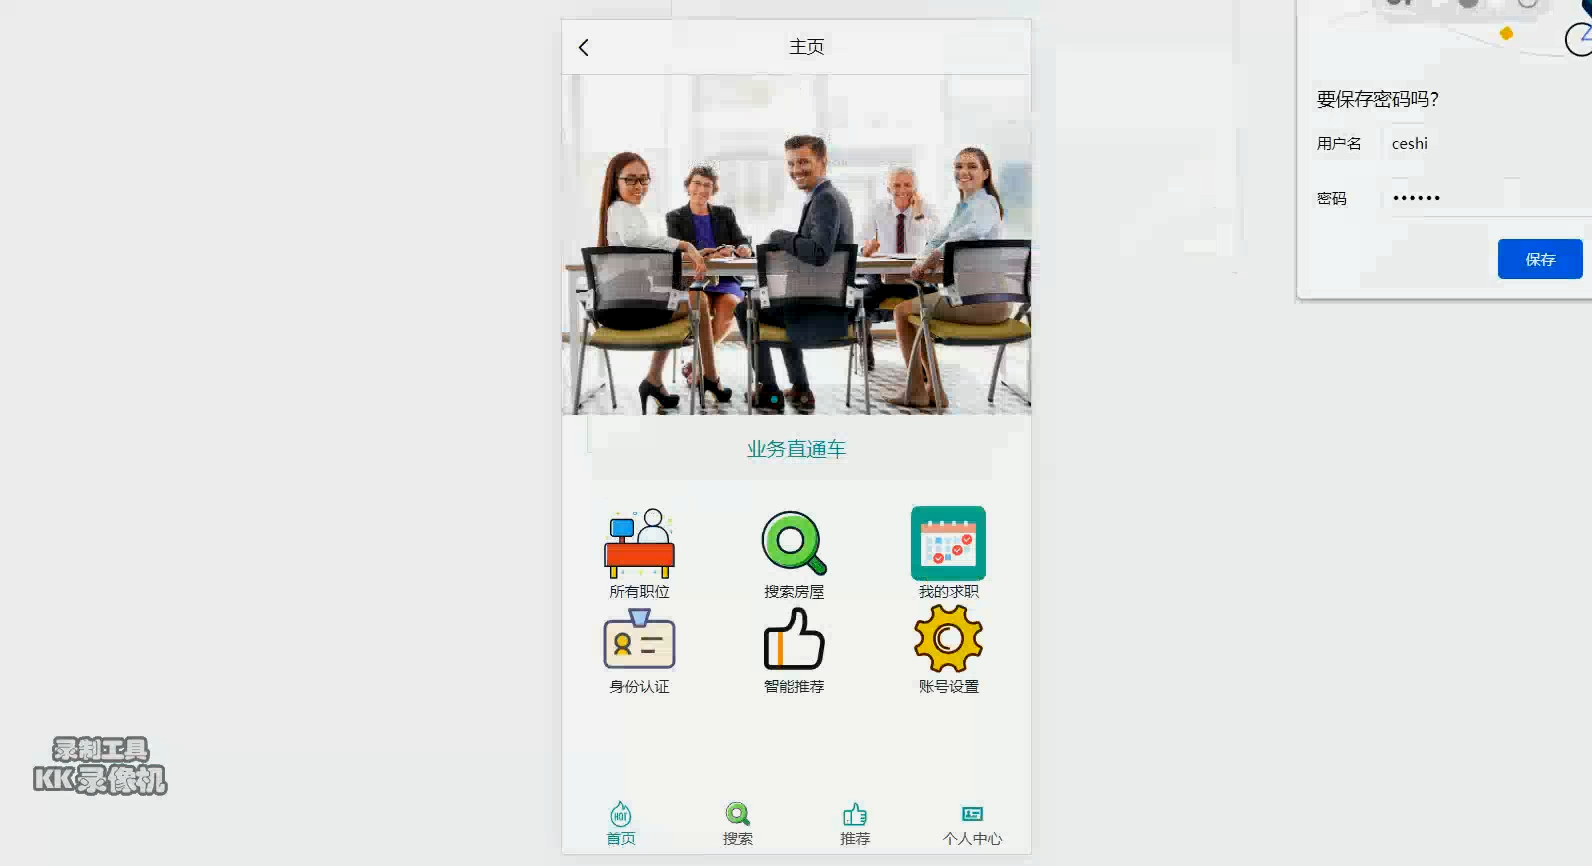 主页
要保存密码吗?
用户名 ceshi
密码 ••••••
保存
业务直通车
所有职位 搜索房屋 我的求职
身份认证 智能推荐 账号设置
录制工具
KK录像机
HOT
首页 搜索 推荐 个人中心